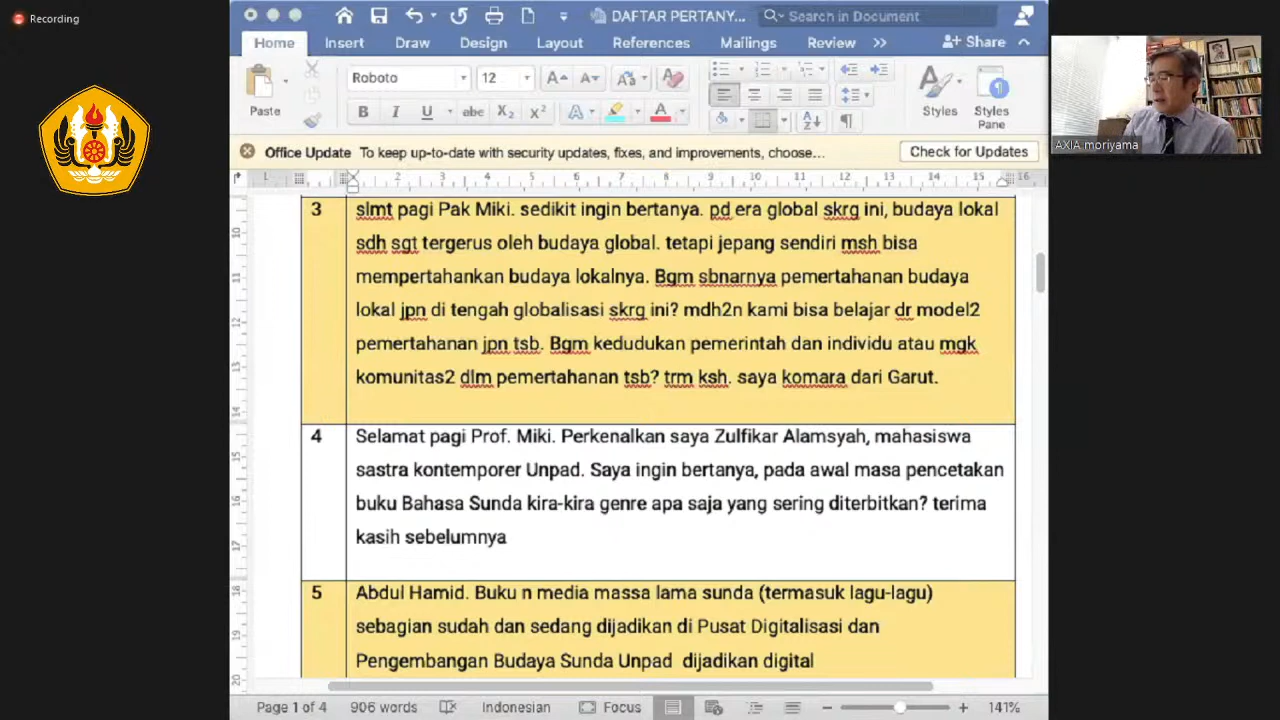 Recording
DAFTAR PERTANY...
Search in Document
Home Insert Draw Design Layout References Mailings Review >> Share
Paste
Roboto 12
Styles
Styles Pane
Office Update To keep up-to-date with security updates, fixes, and improvements, choose... Check for Updates
AXIA moriyama
3 slmt pagi Pak Miki. sedikit ingin bertanya. pd era global skrg ini, budaya lokal
sdh sgt tergerus oleh budaya global. tetapi jepang sendiri msh bisa
mempertahankan budaya lokalnya. Bgm sbnarnya pemertahanan budaya
lokal jpn di tengah globalisasi skrg ini? mdh2n kami bisa belajar dr model2
pemertahanan jpn tsb. Bgm kedudukan pemerintah dan individu atau mgk
komunitas2 dlm pemertahanan tsb? trm ksh. saya komara dari Garut.
4 Selamat pagi Prof. Miki. Perkenalkan saya Zulfikar Alamsyah, mahasiswa
sastra kontemporer Unpad. Saya ingin bertanya, pada awal masa pencetakan
buku Bahasa Sunda kira-kira genre apa saja yang sering diterbitkan? terima
kasih sebelumnya
5 Abdul Hamid. Buku n media massa lama sunda (termasuk lagu-lagu)
sebagian sudah dan sedang dijadikan di Pusat Digitalisasi dan
Pengembangan Budaya Sunda Unpad dijadikan digital
Page 1 of 4 906 words Indonesian Focus 141%